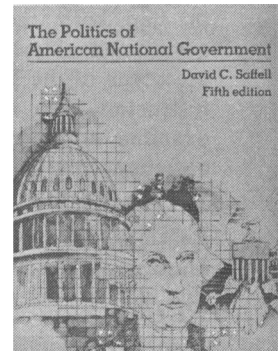 The Politics of
American National Government
David C. Saffell
Fifth edition